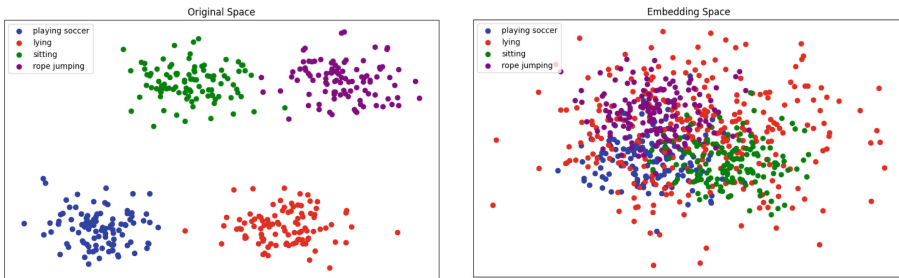 Original Space
playing soccer
lying
sitting
rope jumping
Embedding Space
playing soccer
lying
sitting
rope jumping